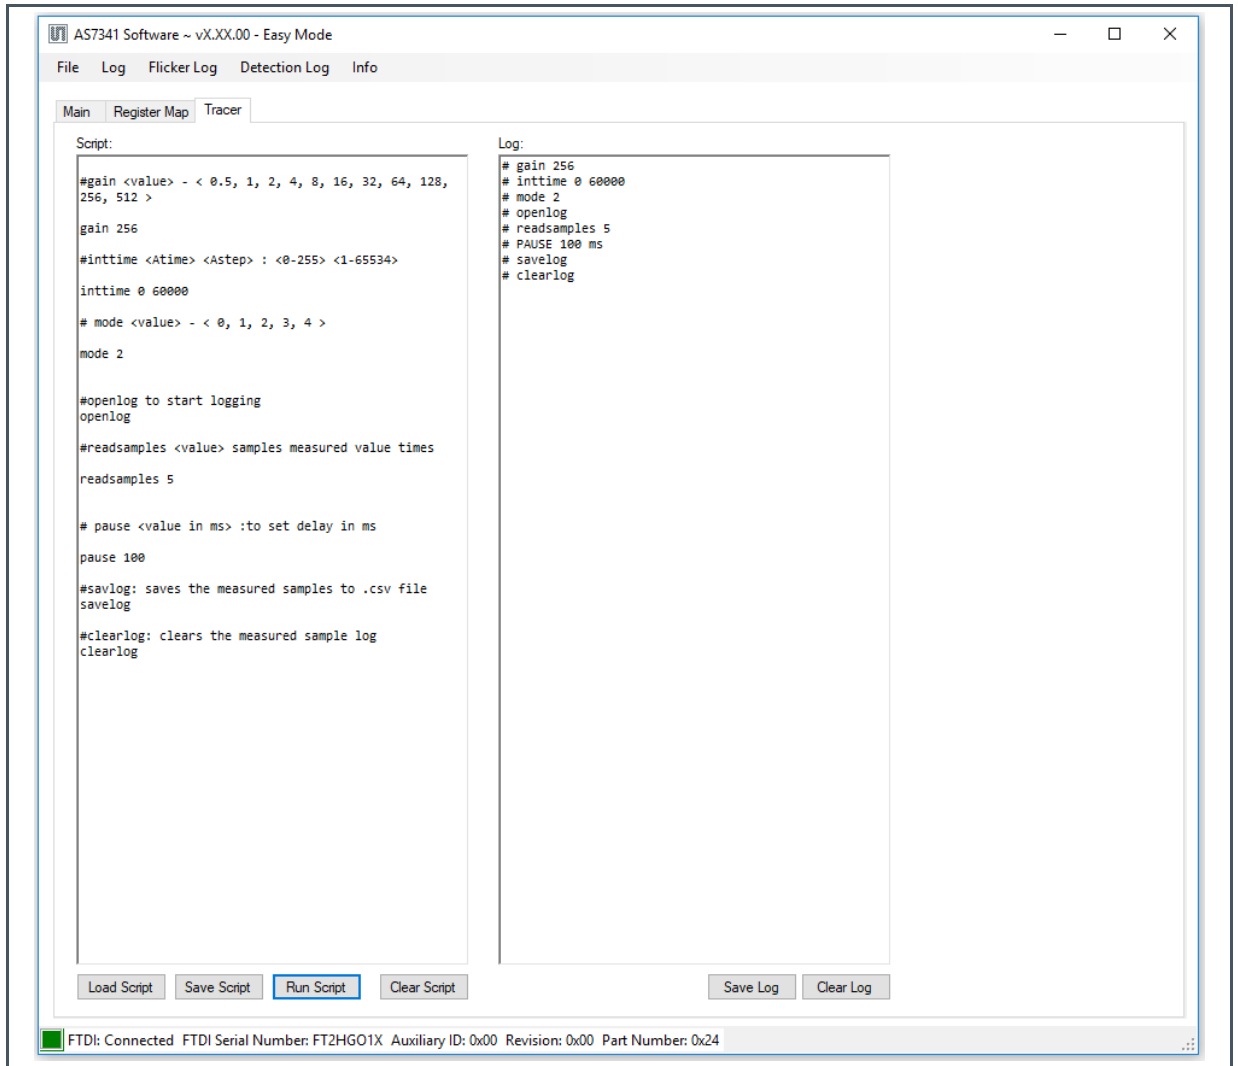 AS7341 Software ~ vX.XX.00 - Easy Mode
File Log Flicker Log Detection Log Info
Main Register Map Tracer
Script:
#gain <value> - < 0.5, 1, 2, 4, 8, 16, 32, 64, 128,
256, 512 >
gain 256
#inttime <Atime> <Astep> : <0-255> <1-65534>
inttime 0 60000
# mode <value> - < 0, 1, 2, 3, 4 >
mode 2
#openlog to start logging
openlog
#readsamples <value> samples measured value times
readsamples 5
# pause <value in ms> :to set delay in ms
pause 100
#savlog: saves the measured samples to .csv file
savelog
#clearlog: clears the measured sample log
clearlog
Log:
# gain 256
# inttime 0 60000
# mode 2
# openlog
# readsamples 5
# PAUSE 100 ms
# savelog
# clearlog
Load Script Save Script Run Script Clear Script Save Log Clear Log
FTDI: Connected FTDI Serial Number: FT2HGO1X Auxiliary ID: 0x00 Revision: 0x00 Part Number: 0x24